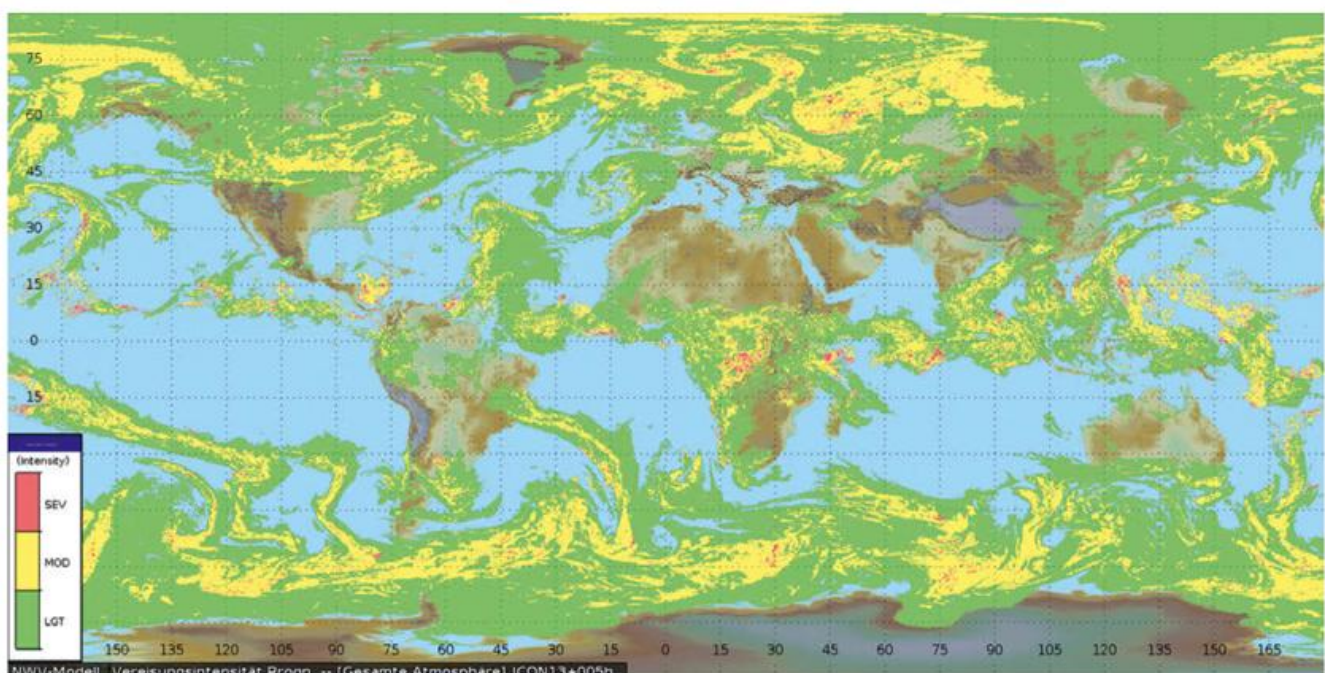 75
60
45
30
15
0
15
(intensity)
SEV
MOD
LGT
150 135 120 105 90 75 60 45 30 15 0 15 30 45 60 75 90 105 120 135 150 165
NWV-Modell Vereisungsintensität Progn. -- [Gesamte Atmosphäre] ICON13+005h